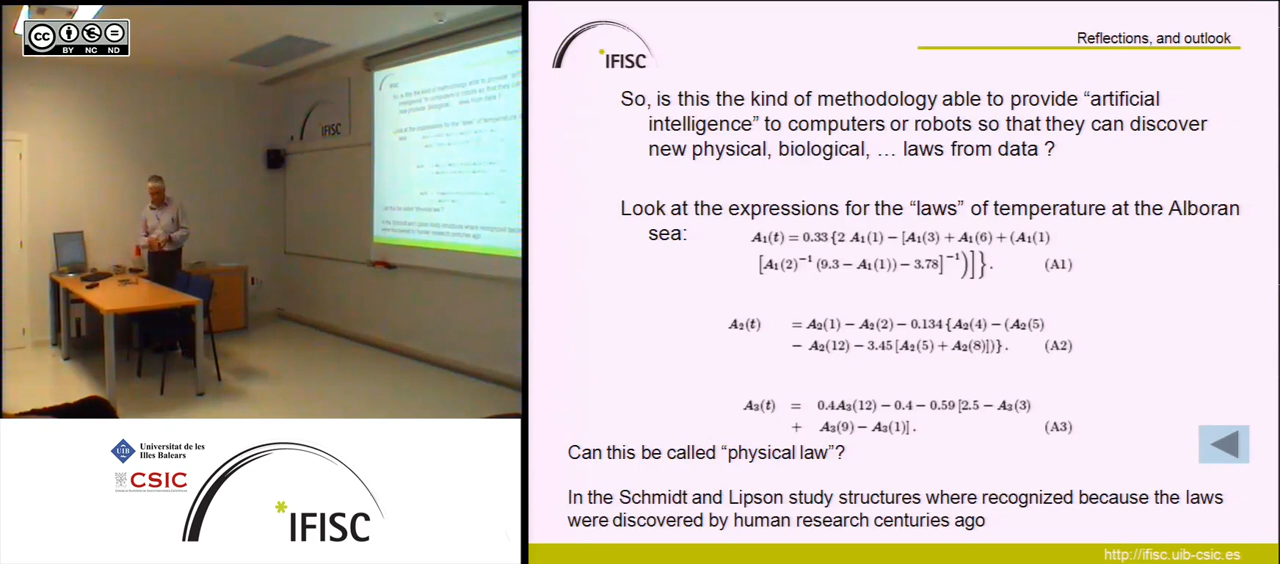 cc
BY NC ND
IFISC
Universitat de les
Illes Balears
UIB
CSIC
*IFISC
*IFISC
Reflections, and outlook
So, is this the kind of methodology able to provide “artificial
intelligence” to computers or robots so that they can discover
new physical, biological, … laws from data ?
Look at the expressions for the “laws” of temperature at the Alboran
sea:
A₁(t) = 0.33 {2 A₁(1) − [A₁(3) + A₁(6) + (A₁(1)
[A₁(2)⁻¹ (9.3 − A₁(1)) − 3.78]⁻¹)]}. (A1)
A₂(t) = A₂(1) − A₂(2) − 0.134 {A₂(4) − (A₂(5)
− A₂(12) − 3.45 [A₂(5) + A₂(8)])}. (A2)
A₃(t) = 0.4A₃(12) − 0.4 − 0.59 [2.5 − A₃(3)
+ A₃(9) − A₃(1)]. (A3)
Can this be called “physical law”?
In the Schmidt and Lipson study structures where recognized because the laws
were discovered by human research centuries ago
http://ifisc.uib-csic.es